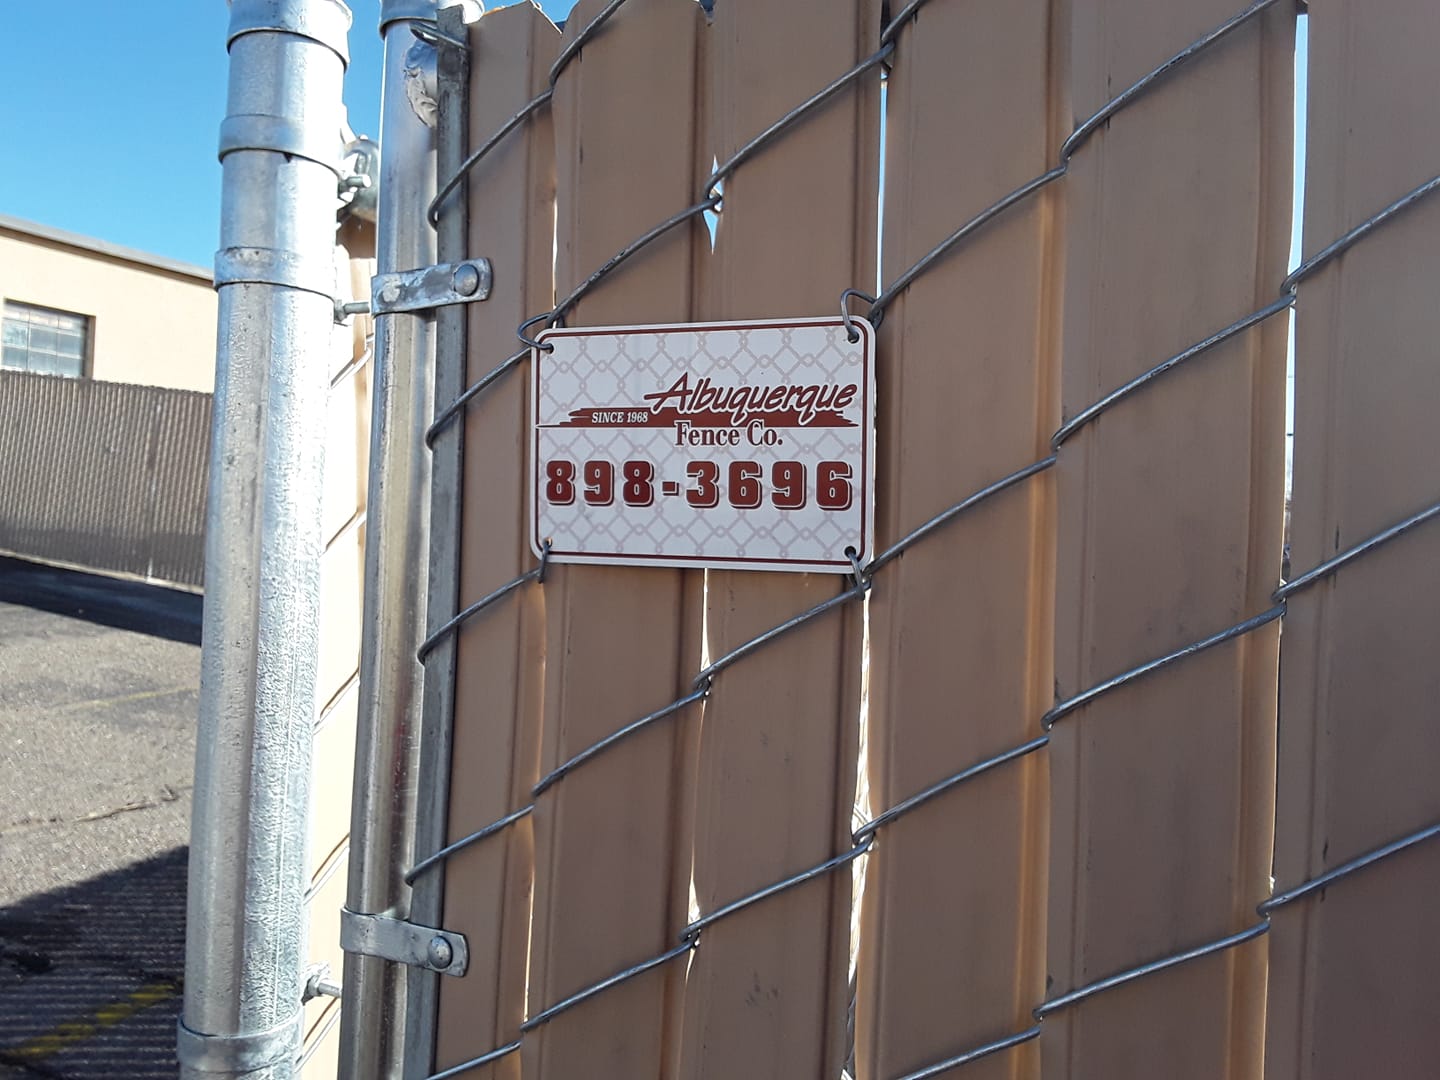 Albuquerque
SINCE 1968
Fence Co.
898-3696